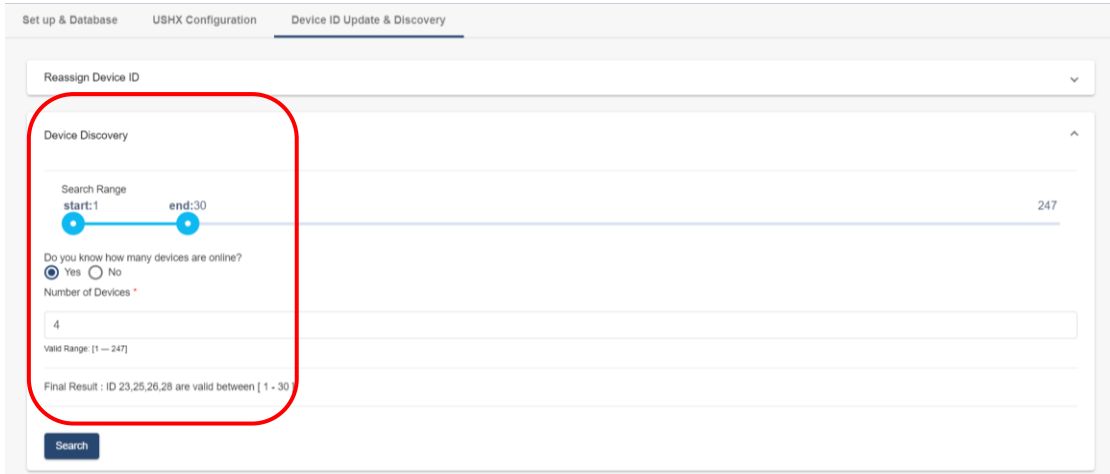 Set up & Database USHX Configuration Device ID Update & Discovery
Reassign Device ID
Device Discovery
Search Range
start:1 end:30 247
Do you know how many devices are online?
Yes No
Number of Devices *
4
Valid Range: [1 — 247]
Final Result : ID 23,25,26,28 are valid between [ 1 - 30 ]
Search